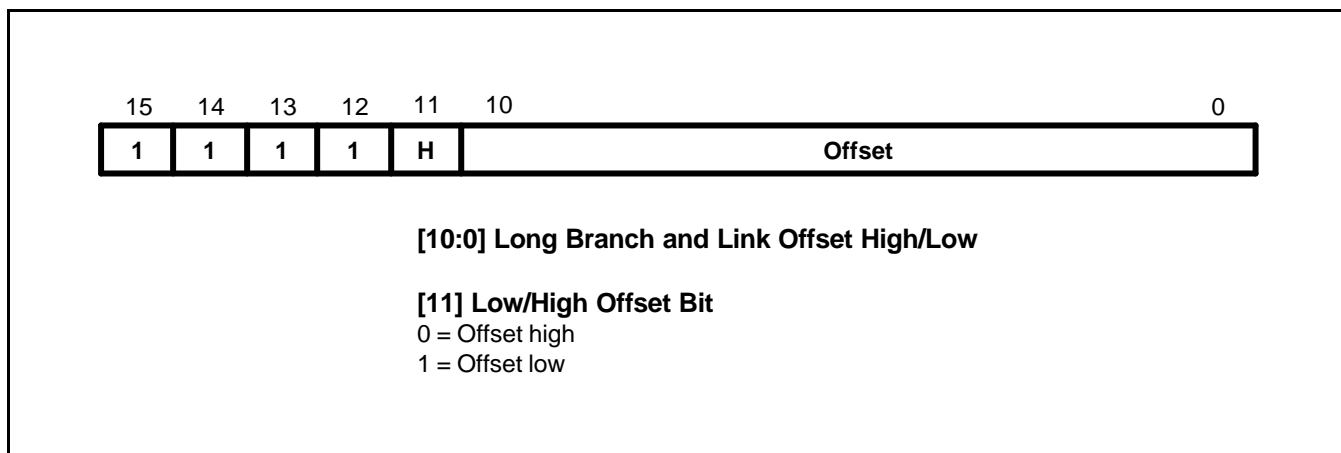 15 14 13 12 11 10 0
1 1 1 1 H Offset
[10:0] Long Branch and Link Offset High/Low
[11] Low/High Offset Bit
0 = Offset high
1 = Offset low